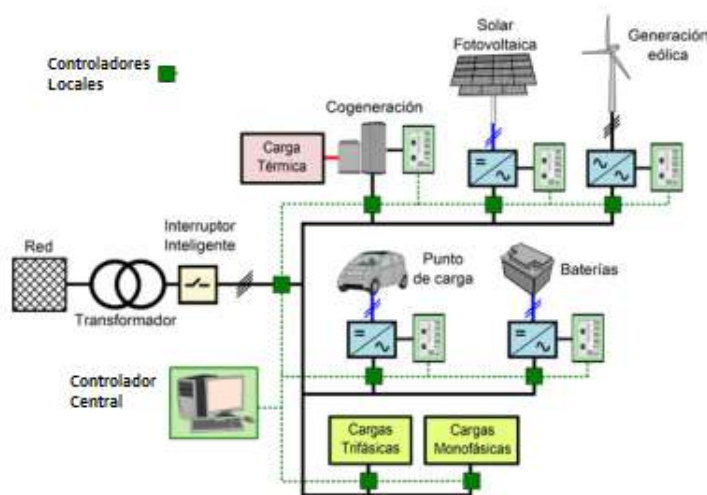 Solar
Fotovoltaica
Generación
eólica
Controladores
Locales
Cogeneración
Carga
Térmica
Interruptor
Inteligente
Red
Transformador
Punto
de carga
Baterías
Controlador
Central
Cargas
Trifásicas
Cargas
Monofásicas